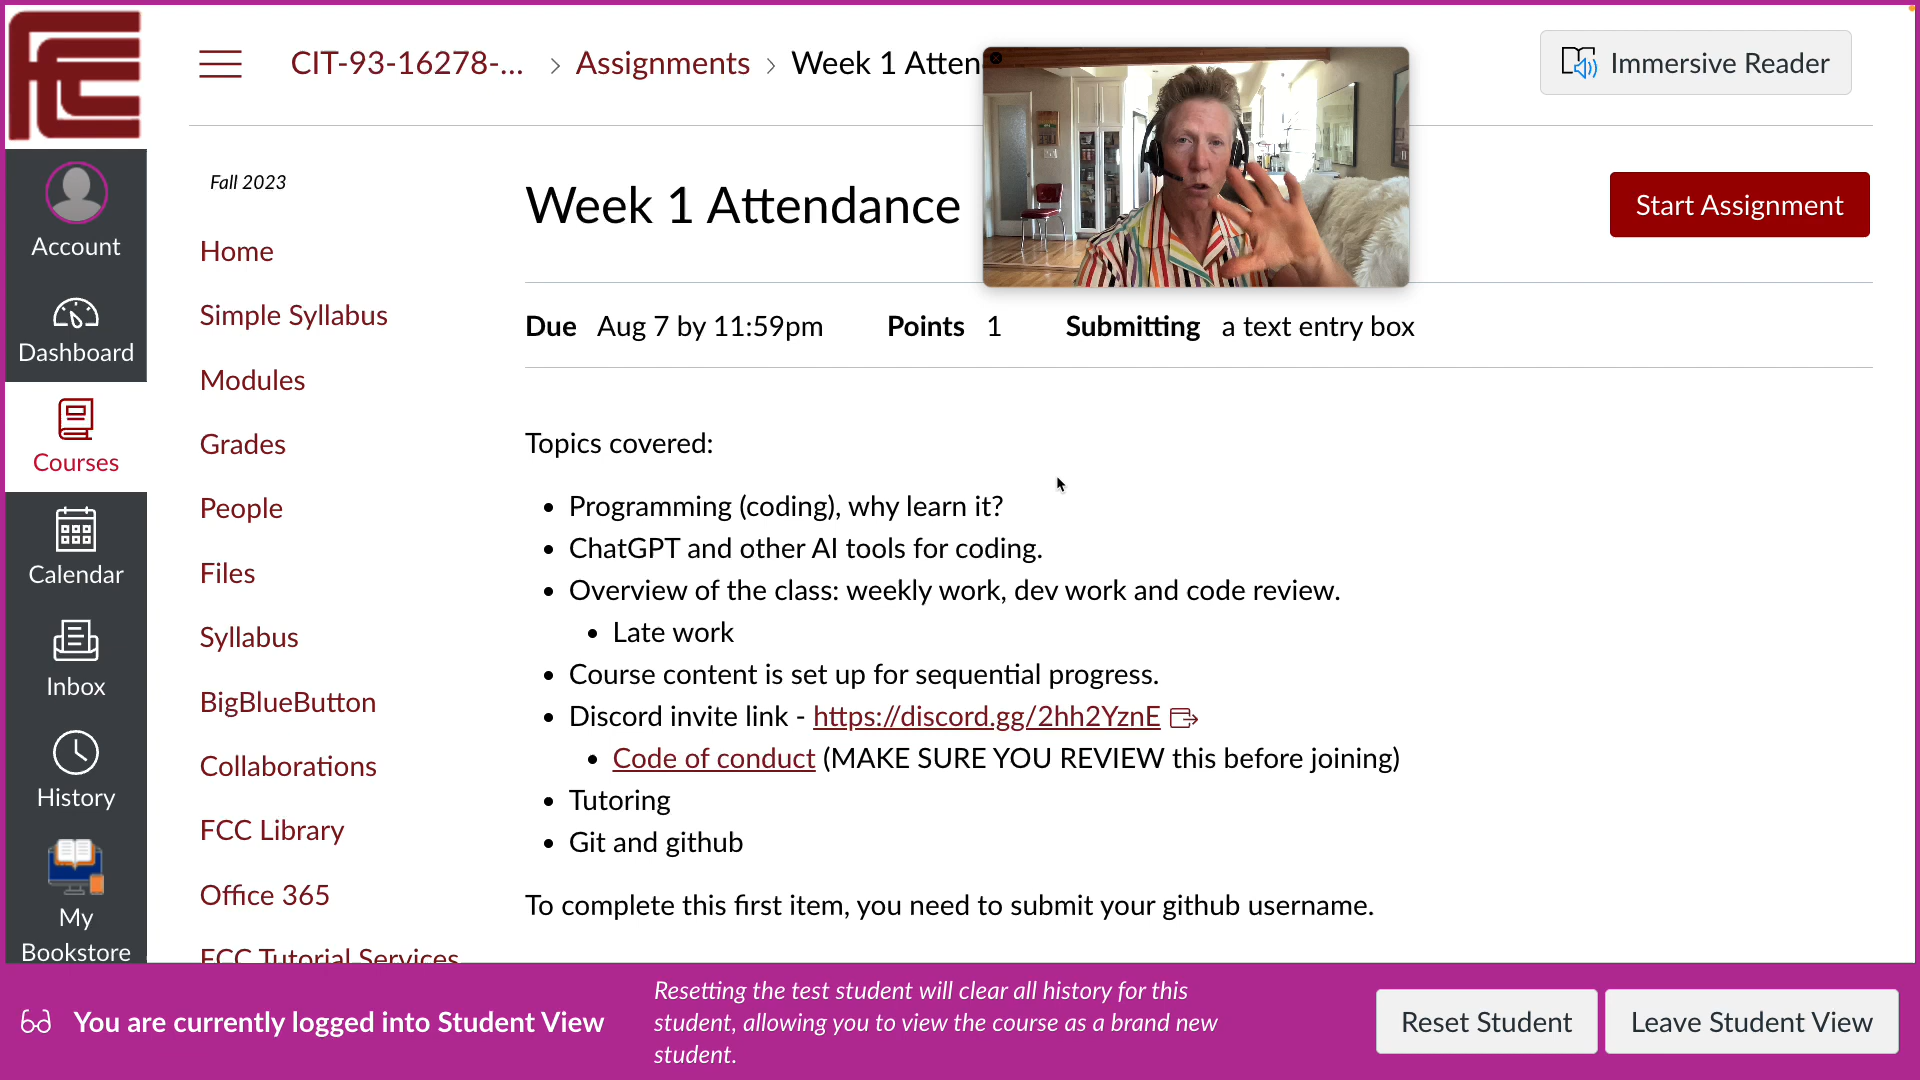 FCC
CIT-93-16278-... > Assignments > Week 1 Atten
Immersive Reader
Account
Dashboard
Courses
Calendar
Inbox
History
My
Bookstore
Fall 2023
Home
Simple Syllabus
Modules
Grades
People
Files
Syllabus
BigBlueButton
Collaborations
FCC Library
Office 365
FCC Tutorial Services
Week 1 Attendance
Start Assignment
Due Aug 7 by 11:59pm Points 1 Submitting a text entry box
Topics covered:
• Programming (coding), why learn it?
• ChatGPT and other AI tools for coding.
• Overview of the class: weekly work, dev work and code review.
• Late work
• Course content is set up for sequential progress.
• Discord invite link - https://discord.gg/2hh2YznE
• Code of conduct (MAKE SURE YOU REVIEW this before joining)
• Tutoring
• Git and github
To complete this first item, you need to submit your github username.
You are currently logged into Student View
Resetting the test student will clear all history for this
student, allowing you to view the course as a brand new
student.
Reset Student
Leave Student View